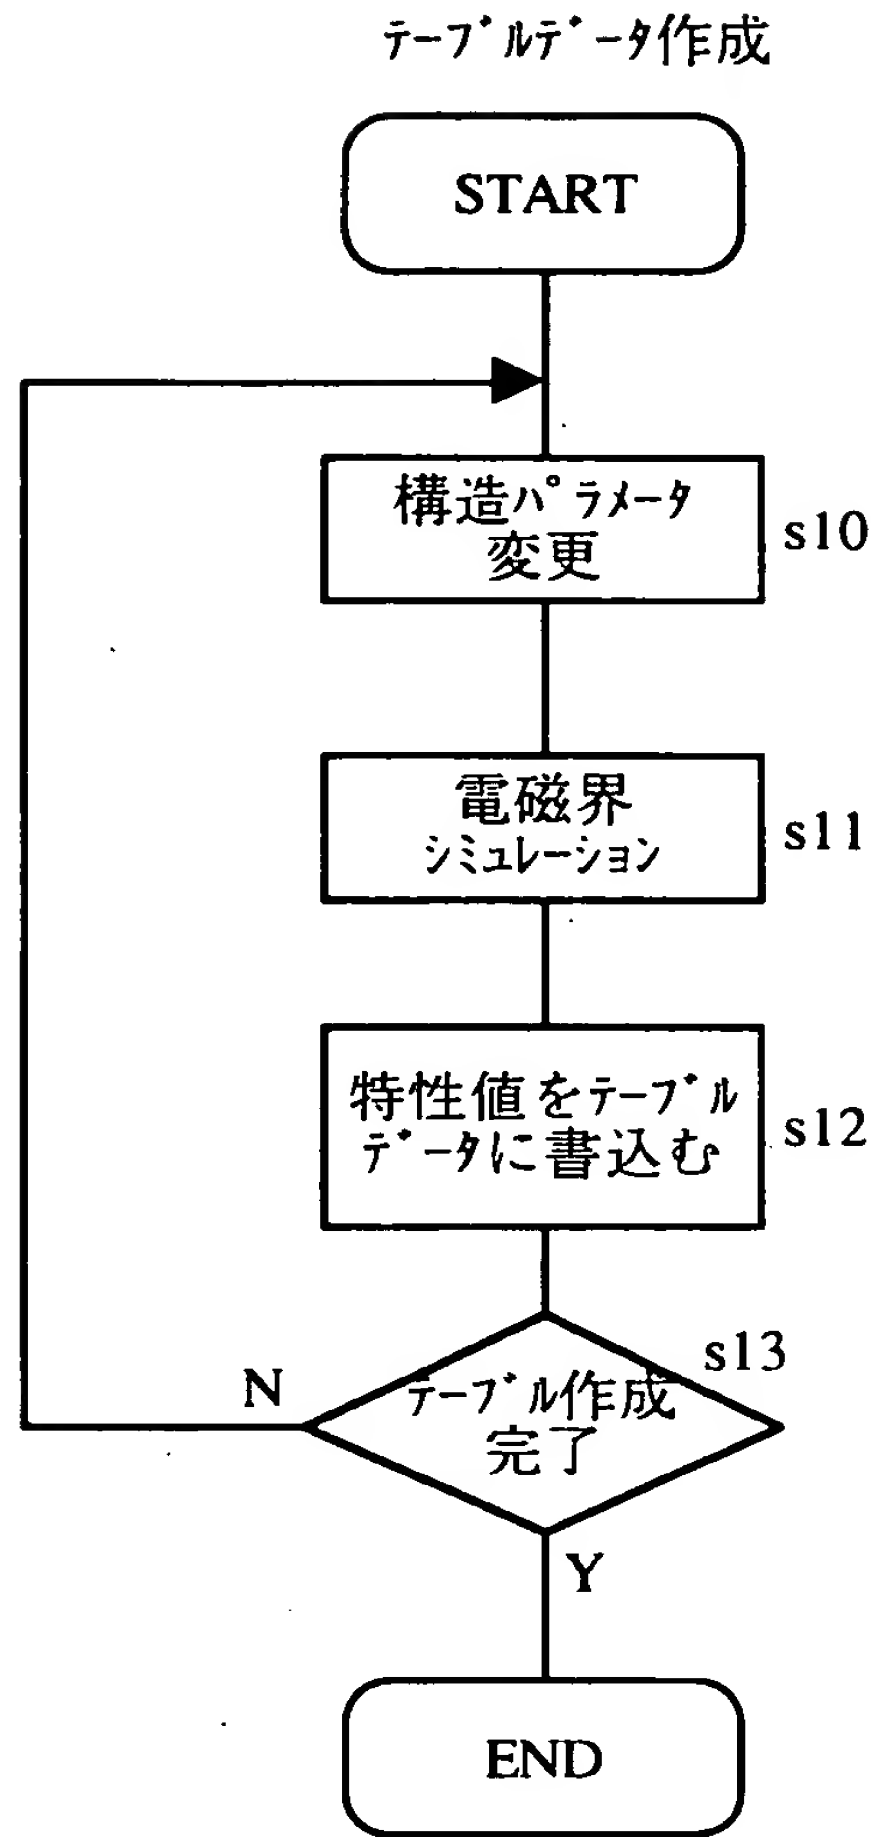 ﾃｰﾌﾞﾙﾃﾞｰﾀ作成
START
構造ﾊﾟﾗﾒｰﾀ
変更
s10
電磁界
ｼﾐｭﾚｰｼｮﾝ
s11
特性値をﾃｰﾌﾞﾙ
ﾃﾞｰﾀに書込む
s12
s13
N
ﾃｰﾌﾞﾙ作成
完了
Y
END